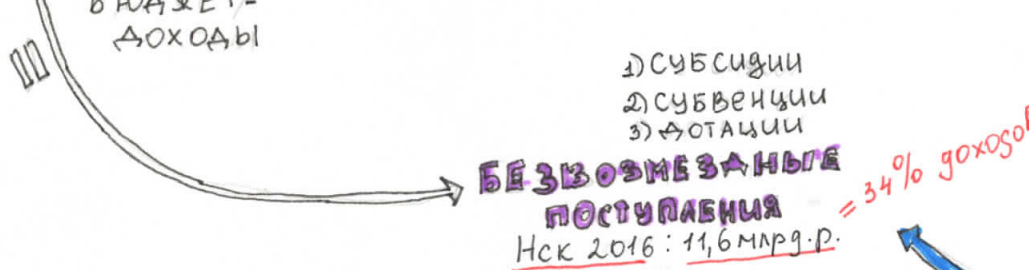 ДОХОДЫ
1) СУБСИДИИ
2) СУБВЕНЦИИ
3) ДОТАЦИИ
БЕЗВОЗМЕЗДНЫЕ
ПОСТУПЛЕНИЯ
= 34% доходов
Нск 2016: 11,6 млрд.р.